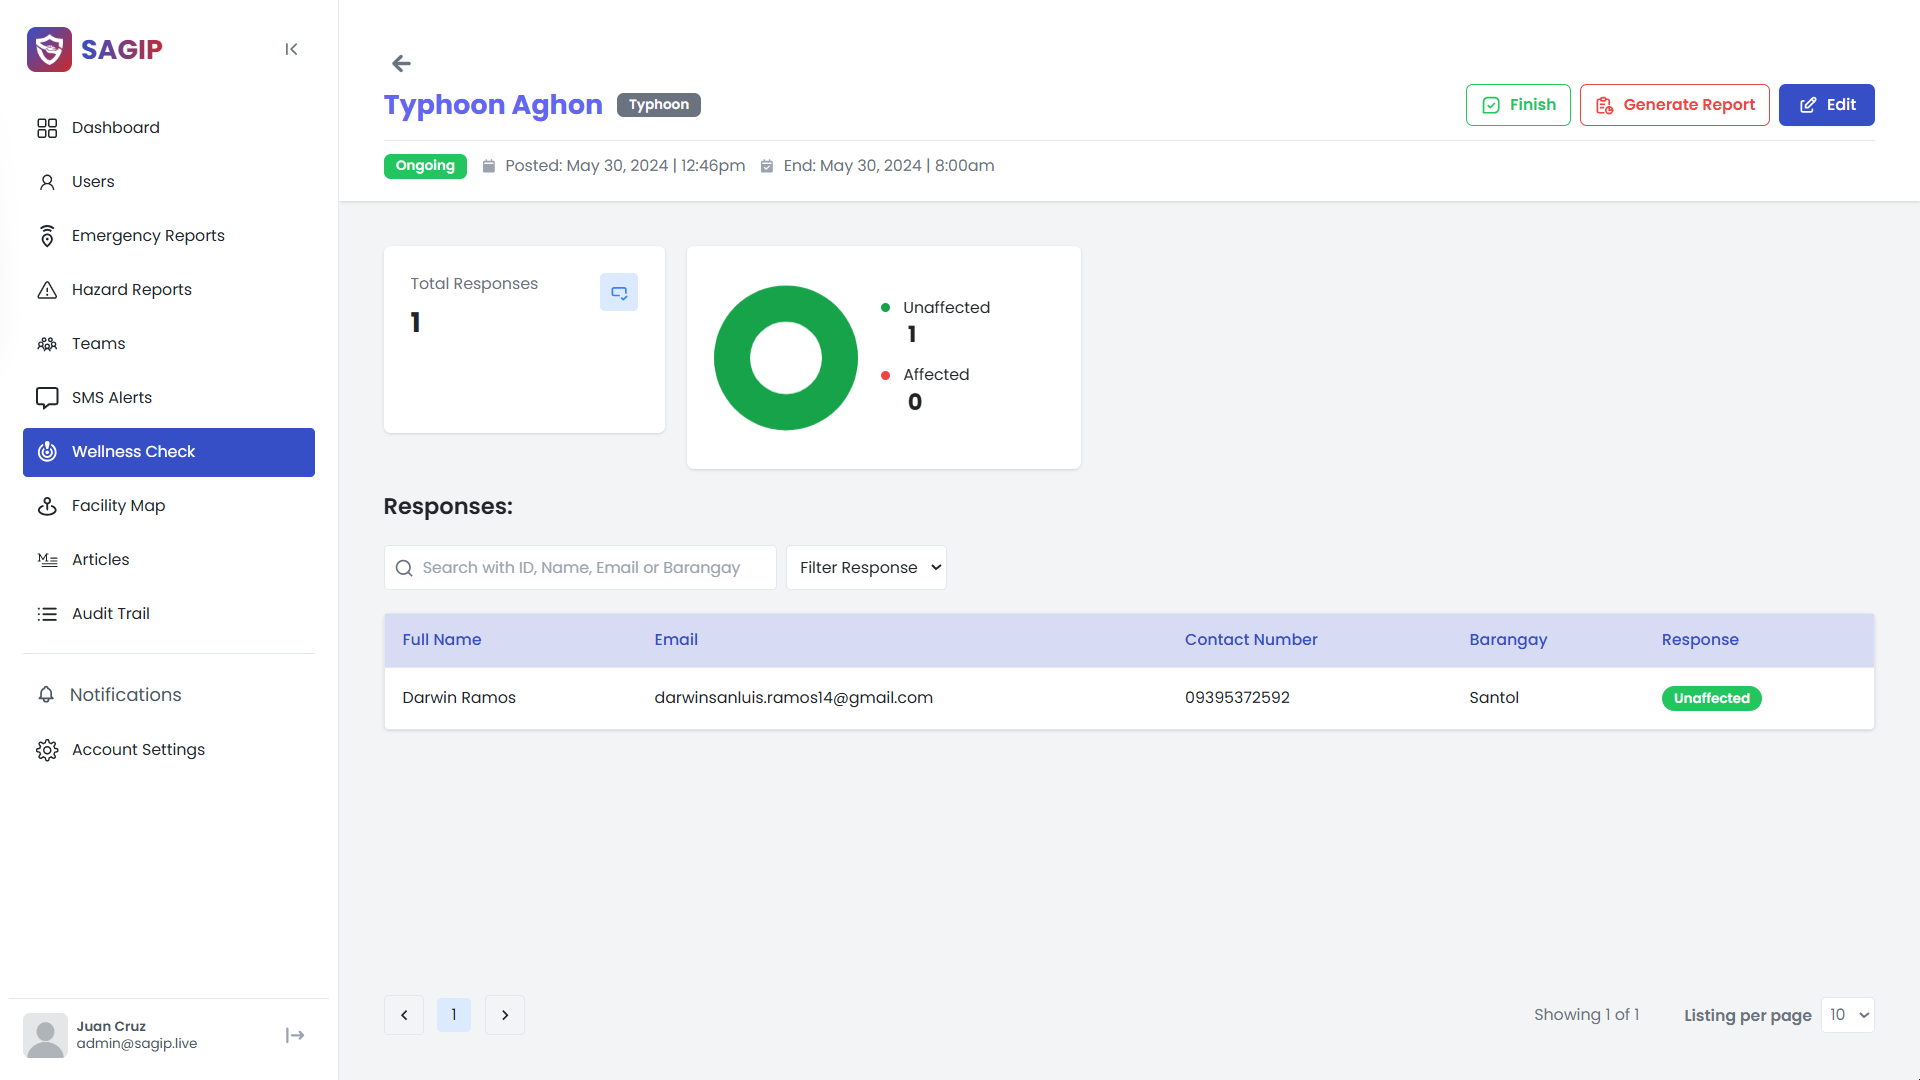 SAGIP
Dashboard
Users
Emergency Reports
Hazard Reports
Teams
SMS Alerts
Wellness Check
Facility Map
Articles
Audit Trail
Notifications
Account Settings
Juan Cruz
admin@sagip.live
Typhoon Aghon Typhoon
Finish Generate Report Edit
Ongoing Posted: May 30, 2024 | 12:46pm End: May 30, 2024 | 8:00am
Total Responses
1
Unaffected
1
Affected
0
Responses:
Search with ID, Name, Email or Barangay Filter Response
Full Name Email Contact Number Barangay Response
Darwin Ramos darwinsanluis.ramos14@gmail.com 09395372592 Santol Unaffected
1 Showing 1 of 1 Listing per page 10